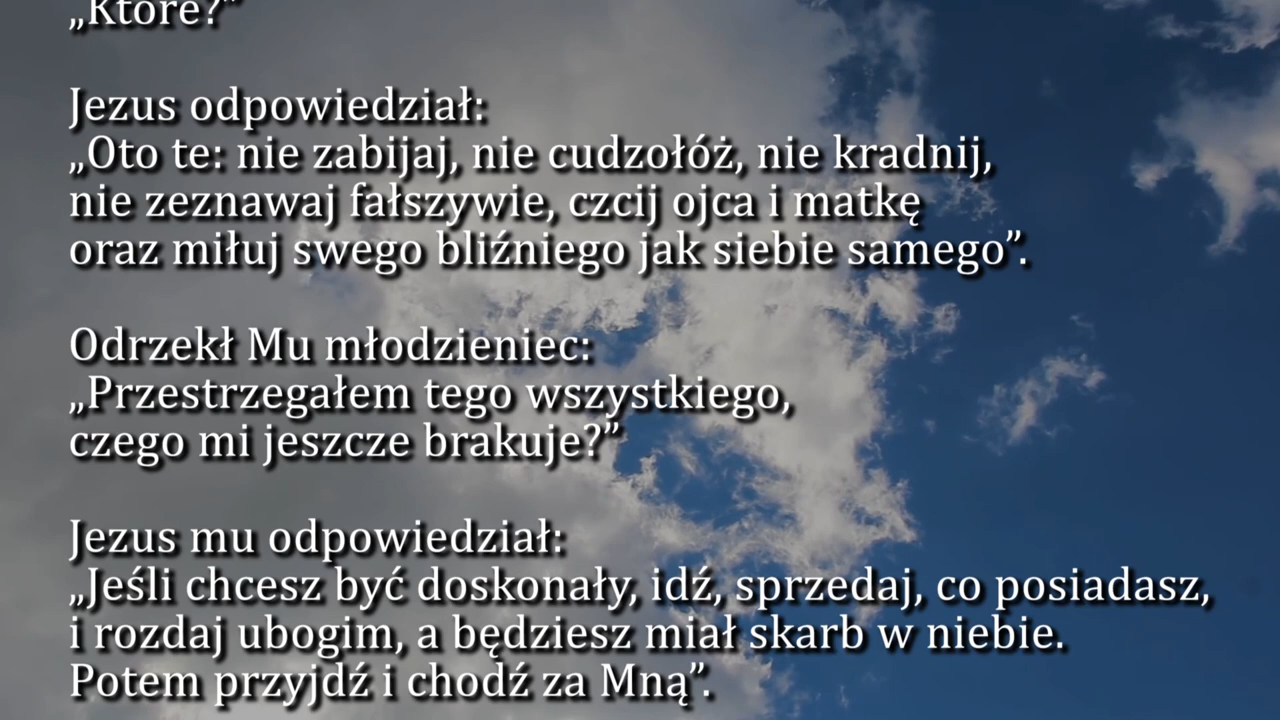 „Które?”
Jezus odpowiedział:
„Oto te: nie zabijaj, nie cudzołóż, nie kradnij,
nie zeznawaj fałszywie, czcij ojca i matkę
oraz miłuj swego bliźniego jak siebie samego”.
Odrzekł Mu młodzieniec:
„Przestrzegałem tego wszystkiego,
czego mi jeszcze brakuje?”
Jezus mu odpowiedział:
„Jeśli chcesz być doskonały, idź, sprzedaj, co posiadasz,
i rozdaj ubogim, a będziesz miał skarb w niebie.
Potem przyjdź i chodź za Mną”.